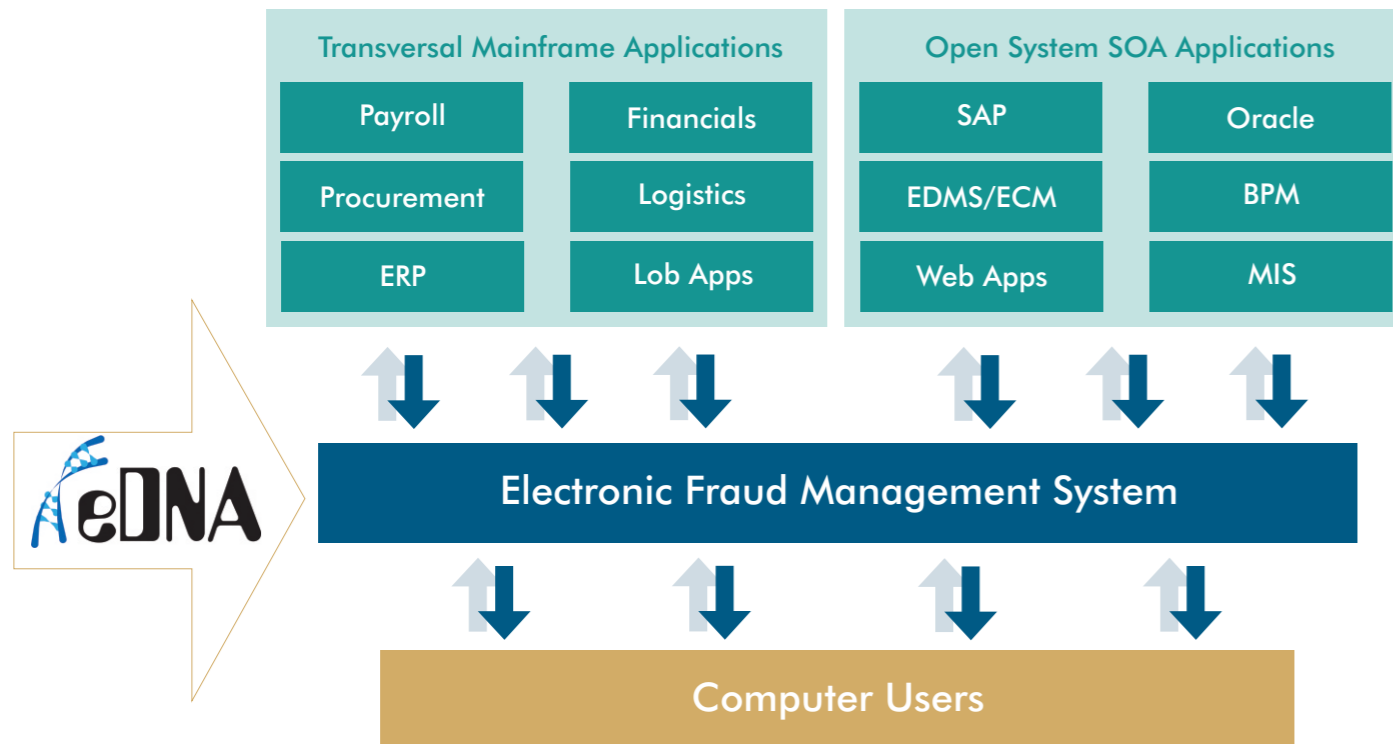 Transversal Mainframe Applications
Payroll
Financials
Procurement
Logistics
ERP
Lob Apps
Open System SOA Applications
SAP
Oracle
EDMS/ECM
BPM
Web Apps
MIS
eDNA
Electronic Fraud Management System
Computer Users